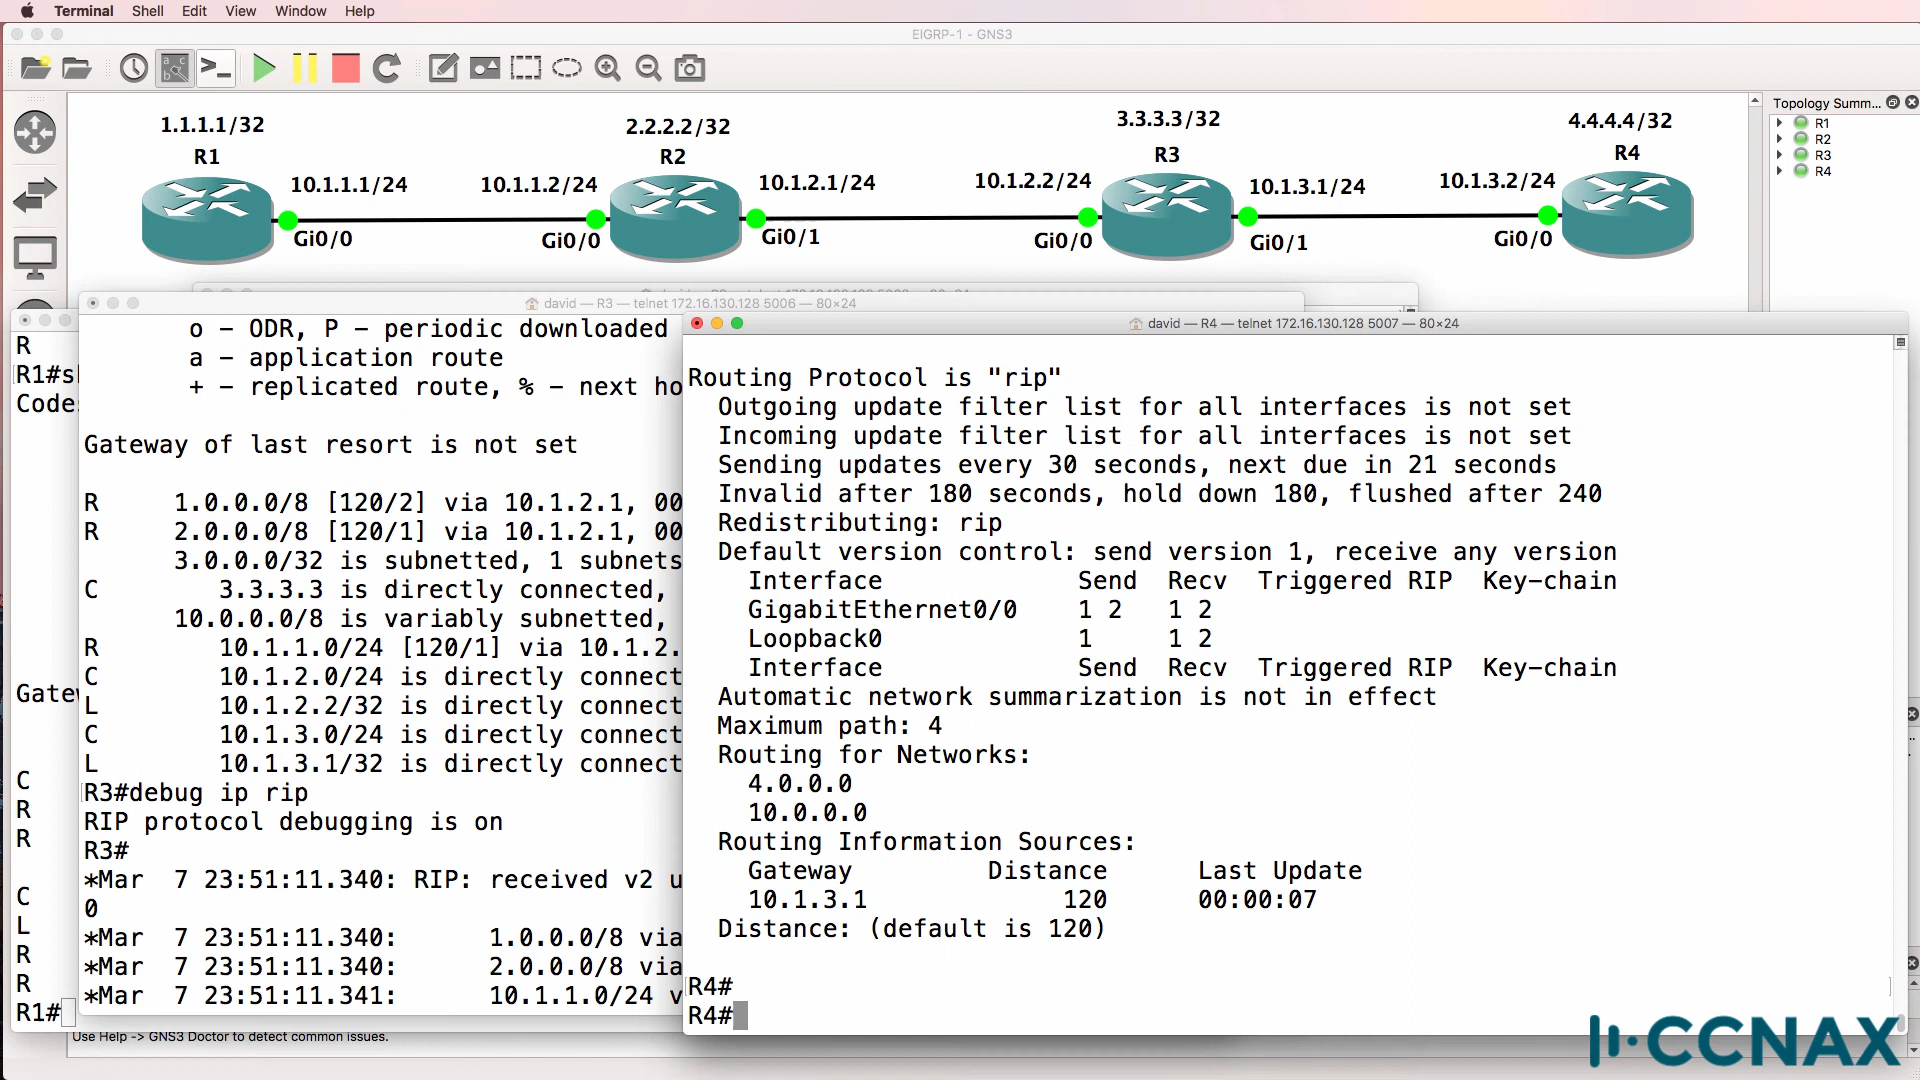 Terminal Shell Edit View Window Help
EIGRP-1 - GNS3
Topology Summ...
R1
R2
R3
R4
1.1.1.1/32
2.2.2.2/32
3.3.3.3/32
4.4.4.4/32
R1
R2
R3
R4
10.1.1.1/24
10.1.1.2/24
10.1.2.1/24
10.1.2.2/24
10.1.3.1/24
10.1.3.2/24
Gi0/0
Gi0/0
Gi0/1
Gi0/0
Gi0/1
Gi0/0
R
R1#sh
Code
Gatew
C
R
R
C
L
R
R
R1#
david — R3 — telnet 172.16.130.128 5006 — 80×24
o - ODR, P - periodic downloaded
a - application route
+ - replicated route, % - next ho
Gateway of last resort is not set
R 1.0.0.0/8 [120/2] via 10.1.2.1, 00
R 2.0.0.0/8 [120/1] via 10.1.2.1, 00
3.0.0.0/32 is subnetted, 1 subnets
C 3.3.3.3 is directly connected,
10.0.0.0/8 is variably subnetted,
R 10.1.1.0/24 [120/1] via 10.1.2.
C 10.1.2.0/24 is directly connect
L 10.1.2.2/32 is directly connect
C 10.1.3.0/24 is directly connect
L 10.1.3.1/32 is directly connect
R3#debug ip rip
RIP protocol debugging is on
R3#
*Mar 7 23:51:11.340: RIP: received v2 u
0
*Mar 7 23:51:11.340: 1.0.0.0/8 via
*Mar 7 23:51:11.340: 2.0.0.0/8 via
*Mar 7 23:51:11.341: 10.1.1.0/24 v
david — R4 — telnet 172.16.130.128 5007 — 80×24
Routing Protocol is "rip"
Outgoing update filter list for all interfaces is not set
Incoming update filter list for all interfaces is not set
Sending updates every 30 seconds, next due in 21 seconds
Invalid after 180 seconds, hold down 180, flushed after 240
Redistributing: rip
Default version control: send version 1, receive any version
Interface Send Recv Triggered RIP Key-chain
GigabitEthernet0/0 1 2 1 2
Loopback0 1 1 2
Interface Send Recv Triggered RIP Key-chain
Automatic network summarization is not in effect
Maximum path: 4
Routing for Networks:
4.0.0.0
10.0.0.0
Routing Information Sources:
Gateway Distance Last Update
10.1.3.1 120 00:00:07
Distance: (default is 120)
R4#
R4#
Use Help -> GNS3 Doctor to detect common issues.
CCNAX